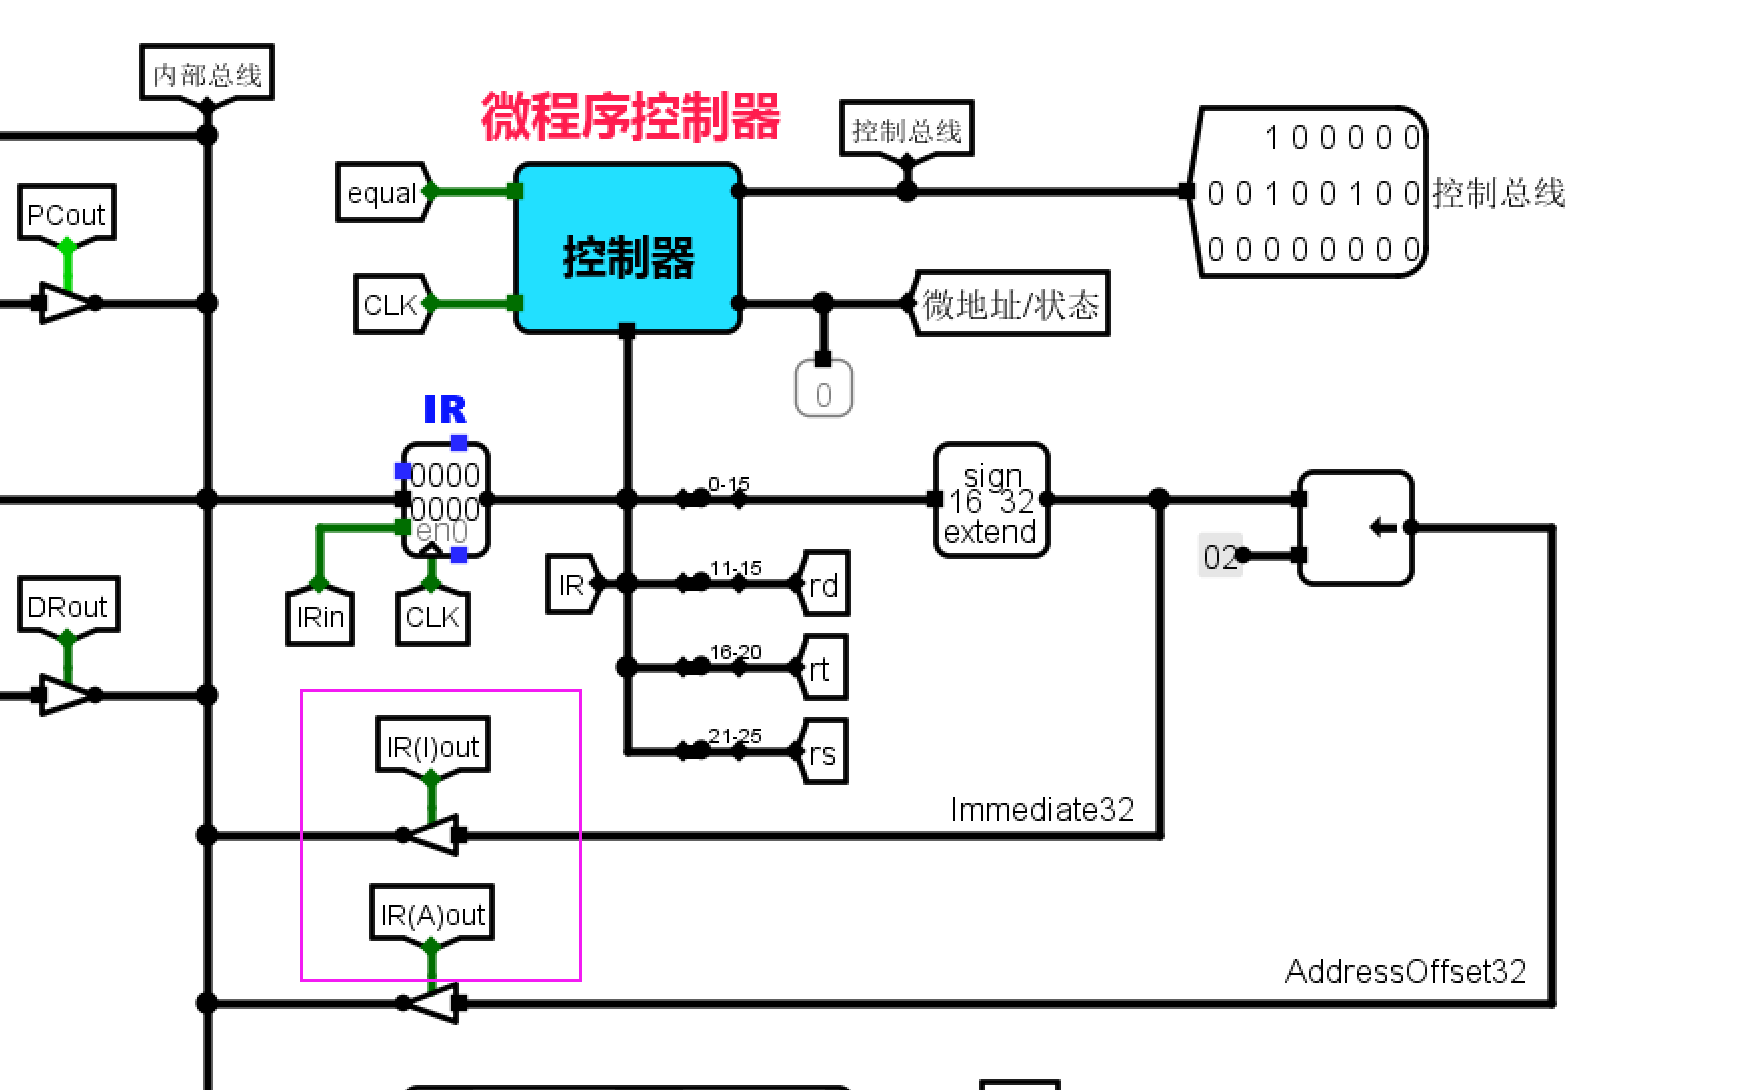 内部总线
微程序控制器
控制总线
1 0 0 0 0 0
0 0 1 0 0 1 0 0
控制总线
0 0 0 0 0 0 0 0
equal
PCout
控制器
CLK
微地址/状态
0
IR
0000
0000
en0
0-15
sign
16 32
extend
02
IRin
CLK
IR
11-15
rd
DRout
16-20
rt
21-25
rs
IR(I)out
Immediate32
IR(A)out
AddressOffset32